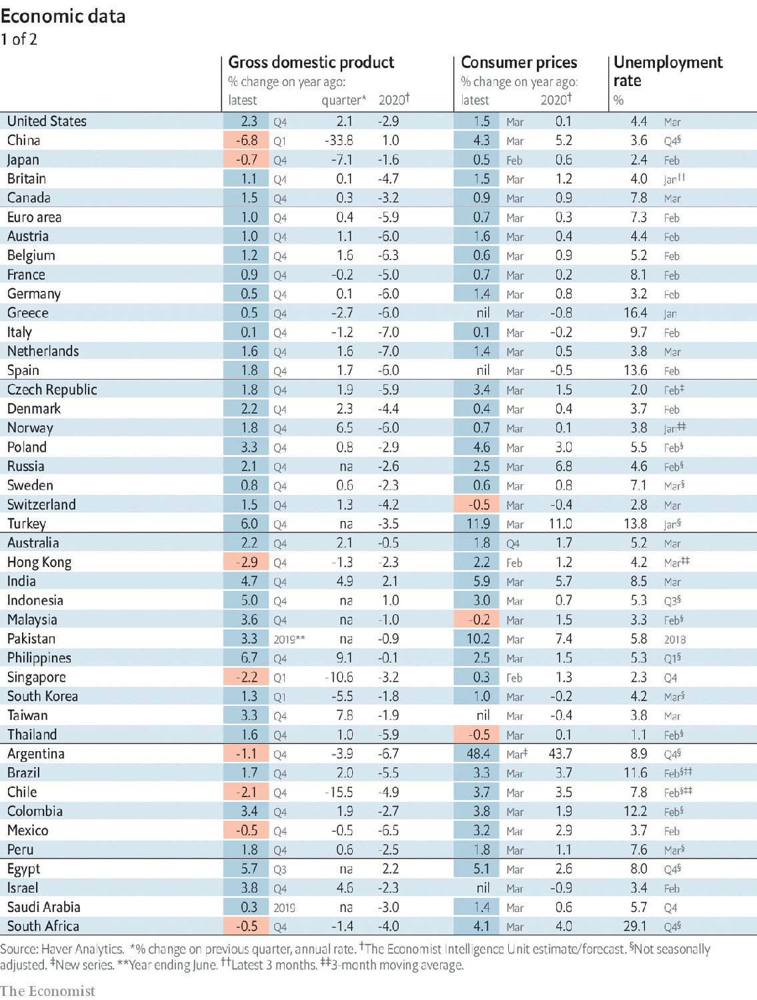 Economic data
1 of 2
Gross domestic product Consumer prices Unemployment
% change on year ago: % change on year ago: rate
latest quarter* 2020† latest 2020† %
United States 2.3 Q4 2.1 -2.9 1.5 Mar 0.1 4.4 Mar
China -6.8 Q1 -33.8 1.0 4.3 Mar 5.2 3.6 Q4§
Japan -0.7 Q4 -7.1 -1.6 0.5 Feb 0.6 2.4 Feb
Britain 1.1 Q4 0.1 -4.7 1.5 Mar 1.2 4.0 Jan††
Canada 1.5 Q4 0.3 -3.2 0.9 Mar 0.9 7.8 Mar
Euro area 1.0 Q4 0.4 -5.9 0.7 Mar 0.3 7.3 Feb
Austria 1.0 Q4 1.1 -6.0 1.6 Mar 0.4 4.4 Feb
Belgium 1.2 Q4 1.6 -6.3 0.6 Mar 0.9 5.2 Feb
France 0.9 Q4 -0.2 -5.0 0.7 Mar 0.2 8.1 Feb
Germany 0.5 Q4 0.1 -6.0 1.4 Mar 0.8 3.2 Feb
Greece 0.5 Q4 -2.7 -6.0 nil Mar -0.8 16.4 Jan
Italy 0.1 Q4 -1.2 -7.0 0.1 Mar -0.2 9.7 Feb
Netherlands 1.6 Q4 1.6 -7.0 1.4 Mar 0.5 3.8 Mar
Spain 1.8 Q4 1.7 -6.0 nil Mar -0.5 13.6 Feb
Czech Republic 1.8 Q4 1.9 -5.9 3.4 Mar 1.5 2.0 Feb‡
Denmark 2.2 Q4 2.3 -4.4 0.4 Mar 0.4 3.7 Feb
Norway 1.8 Q4 6.5 -6.0 0.7 Mar 0.1 3.8 Jan‡‡
Poland 3.3 Q4 0.8 -2.9 4.6 Mar 3.0 5.5 Feb§
Russia 2.1 Q4 na -2.6 2.5 Mar 6.8 4.6 Feb§
Sweden 0.8 Q4 0.6 -2.3 0.6 Mar 0.8 7.1 Mar§
Switzerland 1.5 Q4 1.3 -4.2 -0.5 Mar -0.4 2.8 Mar
Turkey 6.0 Q4 na -3.5 11.9 Mar 11.0 13.8 Jan§
Australia 2.2 Q4 2.1 -0.5 1.8 Q4 1.7 5.2 Mar
Hong Kong -2.9 Q4 -1.3 -2.3 2.2 Feb 1.2 4.2 Mar‡‡
India 4.7 Q4 4.9 2.1 5.9 Mar 5.7 8.5 Mar
Indonesia 5.0 Q4 na 1.0 3.0 Mar 0.7 5.3 Q3§
Malaysia 3.6 Q4 na -1.0 -0.2 Mar 1.5 3.3 Feb§
Pakistan 3.3 2019** na -0.9 10.2 Mar 7.4 5.8 2018
Philippines 6.7 Q4 9.1 -0.1 2.5 Mar 1.5 5.3 Q1§
Singapore -2.2 Q1 -10.6 -3.2 0.3 Feb 1.3 2.3 Q4
South Korea 1.3 Q1 -5.5 -1.8 1.0 Mar -0.2 4.2 Mar§
Taiwan 3.3 Q4 7.8 -1.9 nil Mar -0.4 3.8 Mar
Thailand 1.6 Q4 1.0 -5.9 -0.5 Mar 0.1 1.1 Feb§
Argentina -1.1 Q4 -3.9 -6.7 48.4 Mar‡ 43.7 8.9 Q4§
Brazil 1.7 Q4 2.0 -5.5 3.3 Mar 3.7 11.6 Feb§‡‡
Chile -2.1 Q4 -15.5 -4.9 3.7 Mar 3.5 7.8 Feb§‡‡
Colombia 3.4 Q4 1.9 -2.7 3.8 Mar 1.9 12.2 Feb§
Mexico -0.5 Q4 -0.5 -6.5 3.2 Mar 2.9 3.7 Feb
Peru 1.8 Q4 0.6 -2.5 1.8 Mar 1.1 7.6 Mar§
Egypt 5.7 Q3 na 2.2 5.1 Mar 2.6 8.0 Q4§
Israel 3.8 Q4 4.6 -2.3 nil Mar -0.9 3.4 Feb
Saudi Arabia 0.3 2019 na -3.0 1.4 Mar 0.6 5.7 Q4
South Africa -0.5 Q4 -1.4 -4.0 4.1 Mar 4.0 29.1 Q4§
Source: Haver Analytics. *% change on previous quarter, annual rate. †The Economist Intelligence Unit estimate/forecast. §Not seasonally
adjusted. ‡New series. **Year ending June. ††Latest 3 months. ‡‡3-month moving average.
The Economist